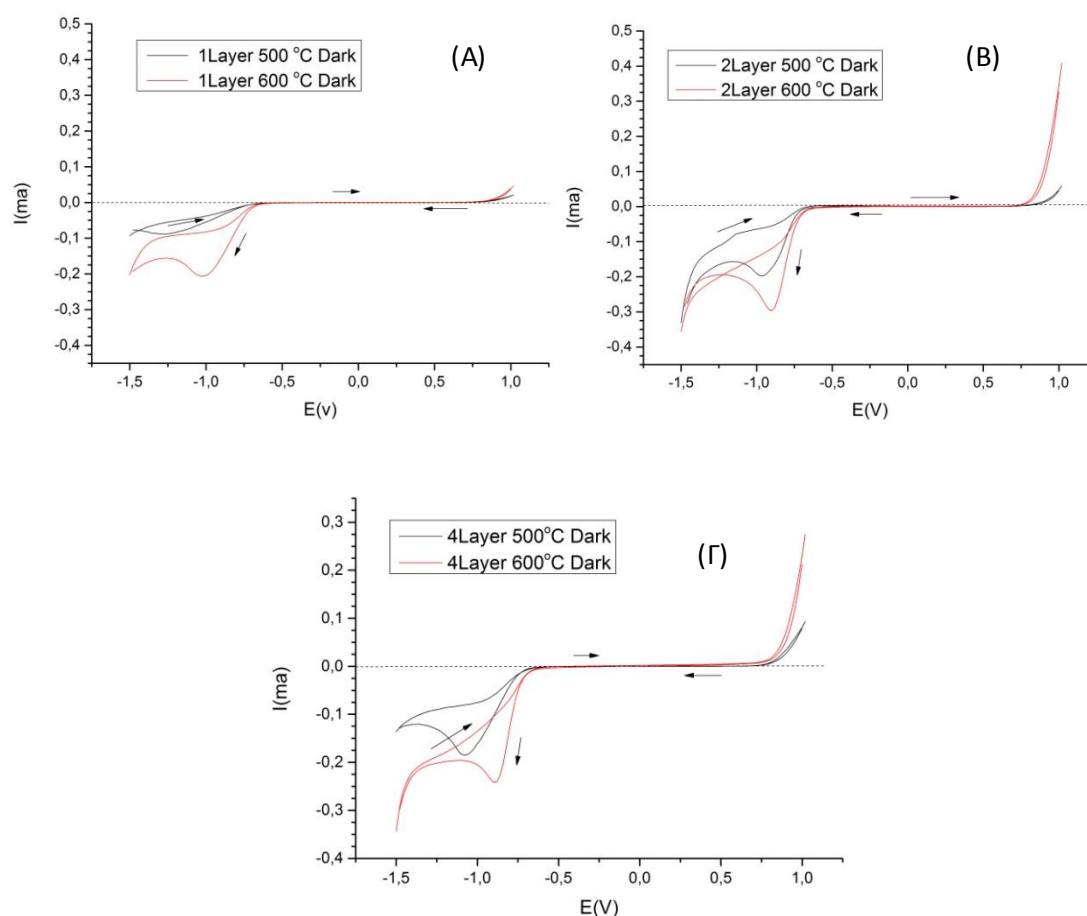 0,5
0,4
0,3
0,2
0,1
0,0
-0,1
-0,2
-0,3
-0,4
I(ma)
1Layer 500 °C Dark
1Layer 600 °C Dark
(A)
-1,5 -1,0 -0,5 0,0 0,5 1,0
E(v)
0,5
0,4
0,3
0,2
0,1
0,0
-0,1
-0,2
-0,3
-0,4
I(ma)
2Layer 500 °C Dark
2Layer 600 °C Dark
(B)
-1,5 -1,0 -0,5 0,0 0,5 1,0
E(V)
0,3
0,2
0,1
0,0
-0,1
-0,2
-0,3
-0,4
I(ma)
4Layer 500°C Dark
4Layer 600°C Dark
(Γ)
-1,5 -1,0 -0,5 0,0 0,5 1,0
E(V)